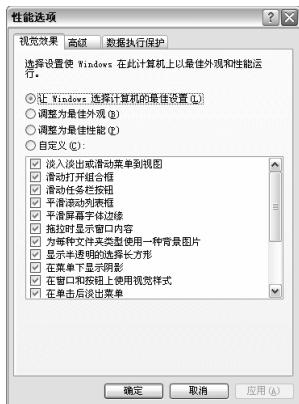 性能选项
视觉效果 高级 数据执行保护
选择设置使 Windows 在此计算机上以最佳外观和性能运
行。
让 Windows 选择计算机的最佳设置(L)
调整为最佳外观(B)
调整为最佳性能(P)
自定义(C):
淡入淡出或滑动菜单到视图
滑动打开组合框
滑动任务栏按钮
平滑滚动列表框
平滑屏幕字体边缘
拖拉时显示窗口内容
为每种文件夹类型使用一种背景图片
显示半透明的选择长方形
在菜单下显示阴影
在窗口和按钮上使用视觉样式
在单击后淡出菜单
确定 取消 应用(A)